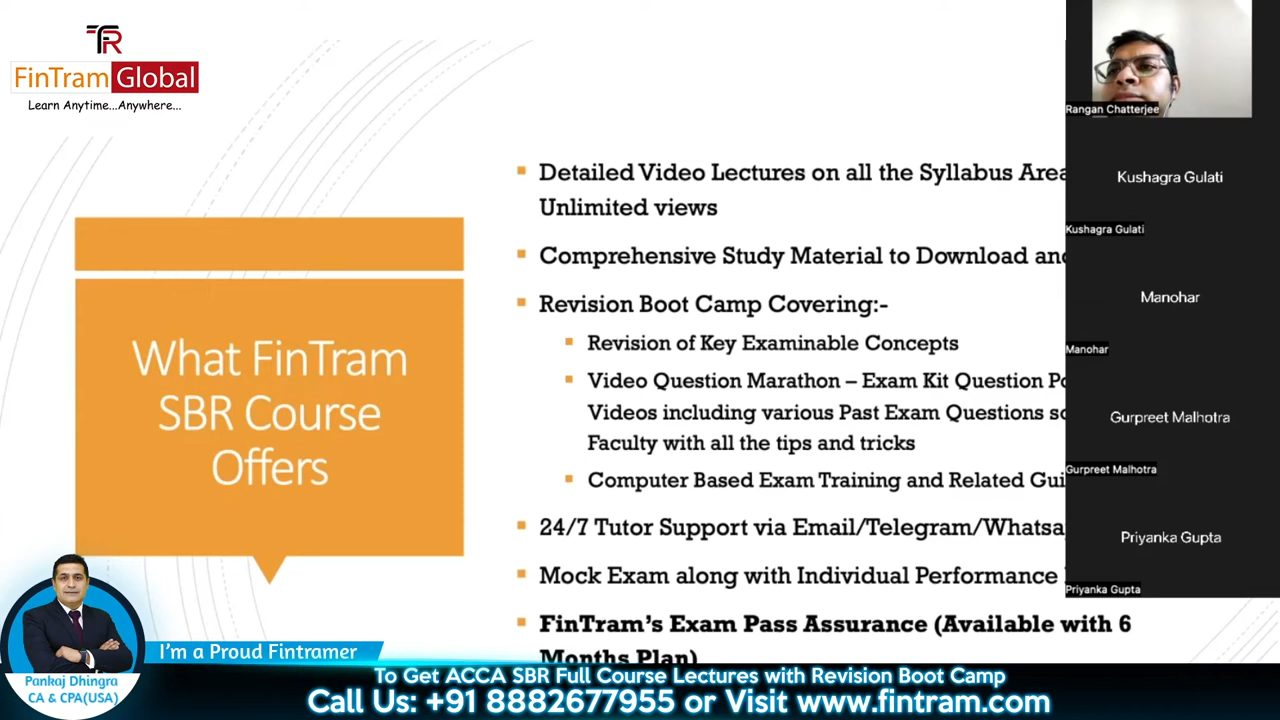 TR
FinTram Global
Learn Anytime...Anywhere...
What FinTram
SBR Course
Offers
Detailed Video Lectures on all the Syllabus Area
Unlimited views
Comprehensive Study Material to Download and
Revision Boot Camp Covering:-
Revision of Key Examinable Concepts
Video Question Marathon – Exam Kit Question Po
Videos including various Past Exam Questions so
Faculty with all the tips and tricks
Computer Based Exam Training and Related Gui
24/7 Tutor Support via Email/Telegram/Whatsa
Mock Exam along with Individual Performance
FinTram's Exam Pass Assurance (Available with 6
Months Plan)
Rangan Chatterjee
Kushagra Gulati
Kushagra Gulati
Manohar
Manohar
Gurpreet Malhotra
Gurpreet Malhotra
Priyanka Gupta
Priyanka Gupta
I'm a Proud Fintramer
Pankaj Dhingra
CA & CPA(USA)
To Get ACCA SBR Full Course Lectures with Revision Boot Camp
Call Us: +91 8882677955 or Visit www.fintram.com